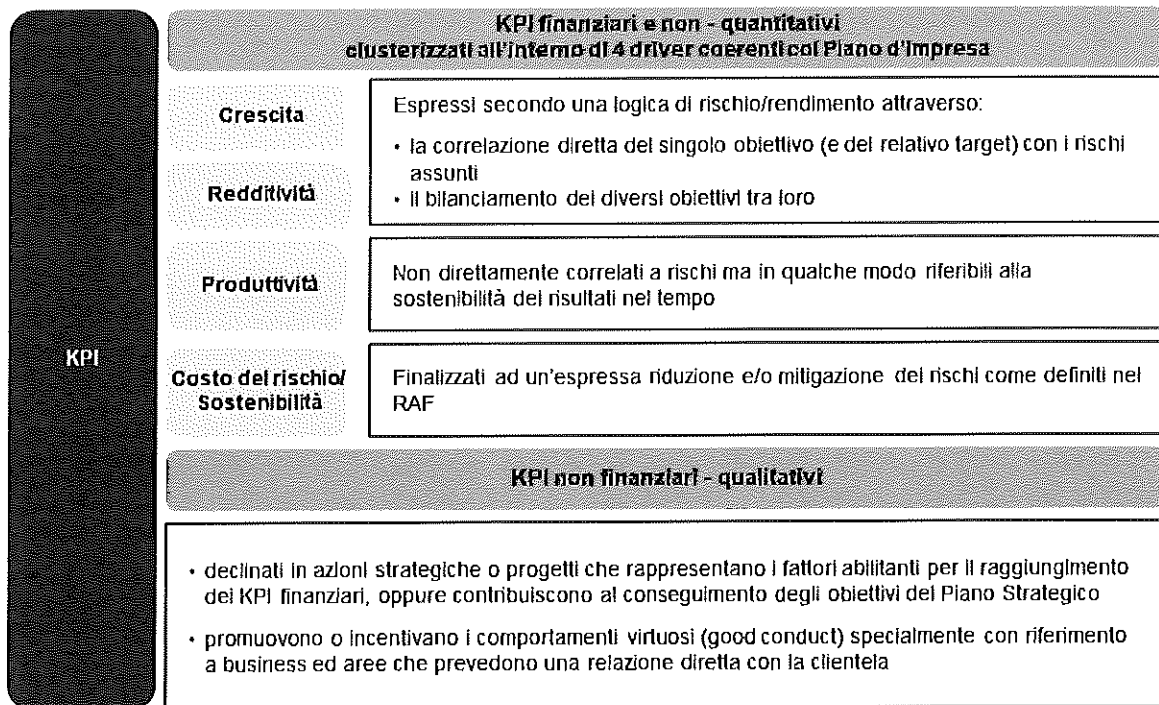 KPI
KPI finanziari e non - quantitativi
clusterizzati all'interno di 4 driver coerenti col Piano d'Impresa
Crescita
Redditività
Espressi secondo una logica di rischio/rendimento attraverso:
• la correlazione diretta del singolo obiettivo (e del relativo target) con i rischi
assunti
• il bilanciamento dei diversi obiettivi tra loro
Produttività
Non direttamente correlati a rischi ma in qualche modo riferibili alla
sostenibilità dei risultati nel tempo
Costo del rischio/
Sostenibilità
Finalizzati ad un'espressa riduzione e/o mitigazione dei rischi come definiti nel
RAF
KPI non finanziari - qualitativi
• declinati in azioni strategiche o progetti che rappresentano i fattori abilitanti per il raggiungimento
dei KPI finanziari, oppure contribuiscono al conseguimento degli obiettivi del Piano Strategico
• promuovono o incentivano i comportamenti virtuosi (good conduct) specialmente con riferimento
a business ed aree che prevedono una relazione diretta con la clientela